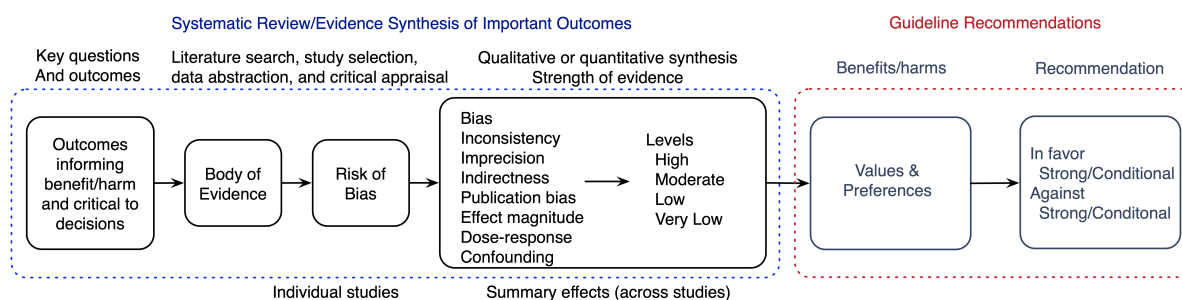 Systematic Review/Evidence Synthesis of Important Outcomes
Guideline Recommendations
Key questions
And outcomes
Literature search, study selection,
data abstraction, and critical appraisal
Qualitative or quantitative synthesis
Strength of evidence
Benefits/harms
Recommendation
Outcomes
informing
benefit/harm
and critical to
decisions
Body of
Evidence
Risk of
Bias
Bias
Inconsistency
Imprecision
Indirectness
Publication bias
Effect magnitude
Dose-response
Confounding
Levels
High
Moderate
Low
Very Low
Values &
Preferences
In favor
Strong/Conditional
Against
Strong/Conditonal
Individual studies
Summary effects (across studies)